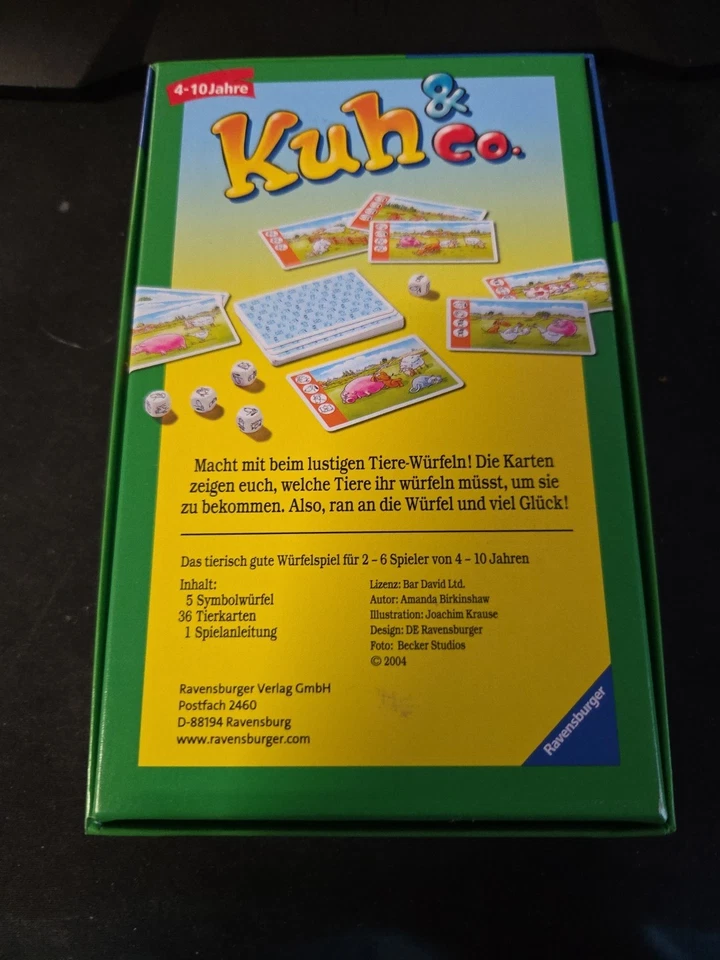 4-10 Jahre
Kuh & Co.
Macht mit beim lustigen Tiere-Würfeln! Die Karten
zeigen euch, welche Tiere ihr würfeln müsst, um sie
zu bekommen. Also, ran an die Würfel und viel Glück!
Das tierisch gute Würfelspiel für 2 – 6 Spieler von 4 – 10 Jahren
Inhalt:
5 Symbolwürfel
36 Tierkarten
1 Spielanleitung
Lizenz: Bar David Ltd.
Autor: Amanda Birkinshaw
Illustration: Joachim Krause
Design: DE Ravensburger
Foto: Becker Studios
© 2004
Ravensburger Verlag GmbH
Postfach 2460
D-88194 Ravensburg
www.ravensburger.com
Ravensburger